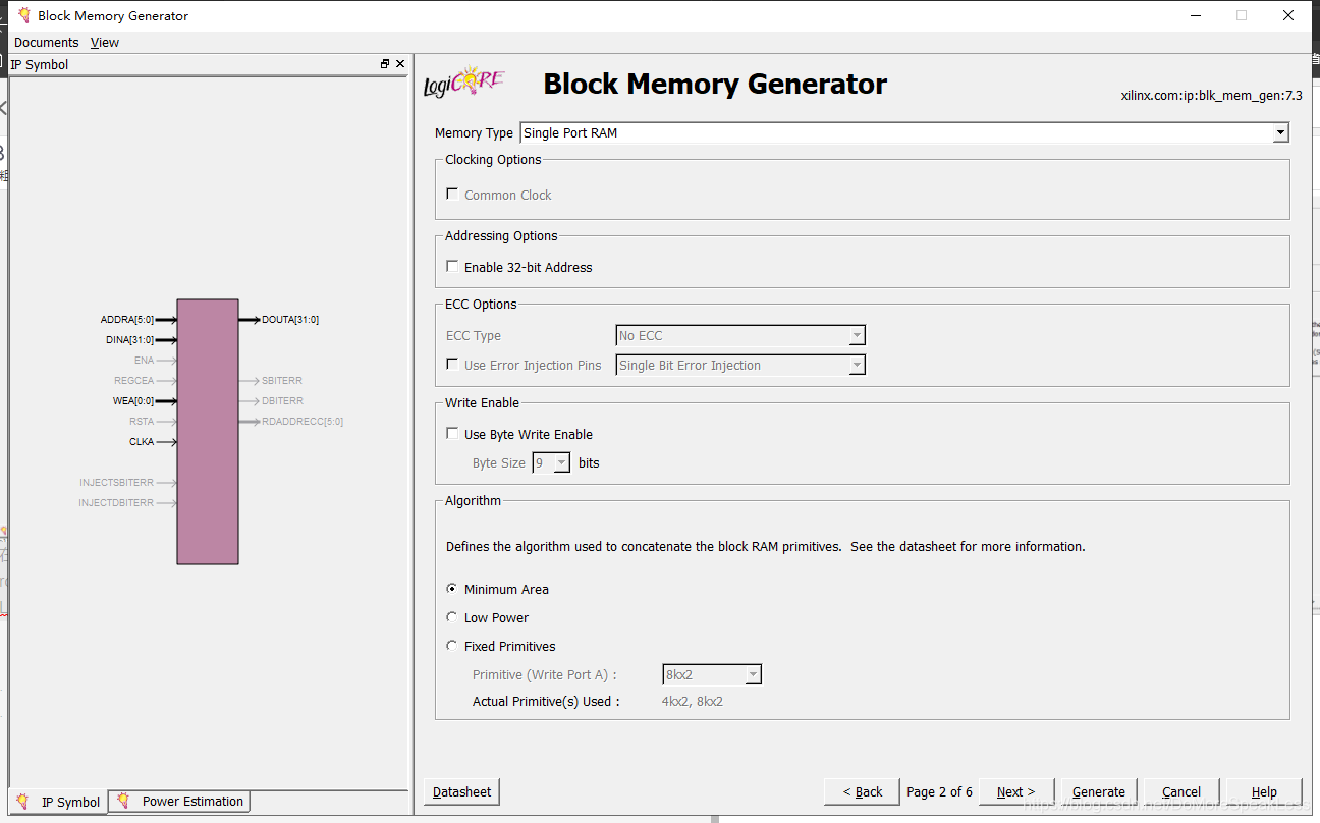 Block Memory Generator
Documents View
IP Symbol
LogiCORE
Block Memory Generator
xilinx.com:ip:blk_mem_gen:7.3
Memory Type Single Port RAM
Clocking Options
Common Clock
Addressing Options
Enable 32-bit Address
ECC Options
ECC Type No ECC
Use Error Injection Pins Single Bit Error Injection
Write Enable
Use Byte Write Enable
Byte Size 9 bits
Algorithm
Defines the algorithm used to concatenate the block RAM primitives. See the datasheet for more information.
Minimum Area
Low Power
Fixed Primitives
Primitive (Write Port A) : 8kx2
Actual Primitive(s) Used : 4kx2, 8kx2
ADDRA[5:0] DOUTA[31:0]
DINA[31:0]
ENA
REGCEA SBITERR
WEA[0:0] DBITERR
RSTA RDADDRECC[5:0]
CLKA
INJECTSBITERR
INJECTDBITERR
IP Symbol Power Estimation
Datasheet < Back Page 2 of 6 Next > Generate Cancel Help
https://blog.csdn.net/DoMoreSpeakLess